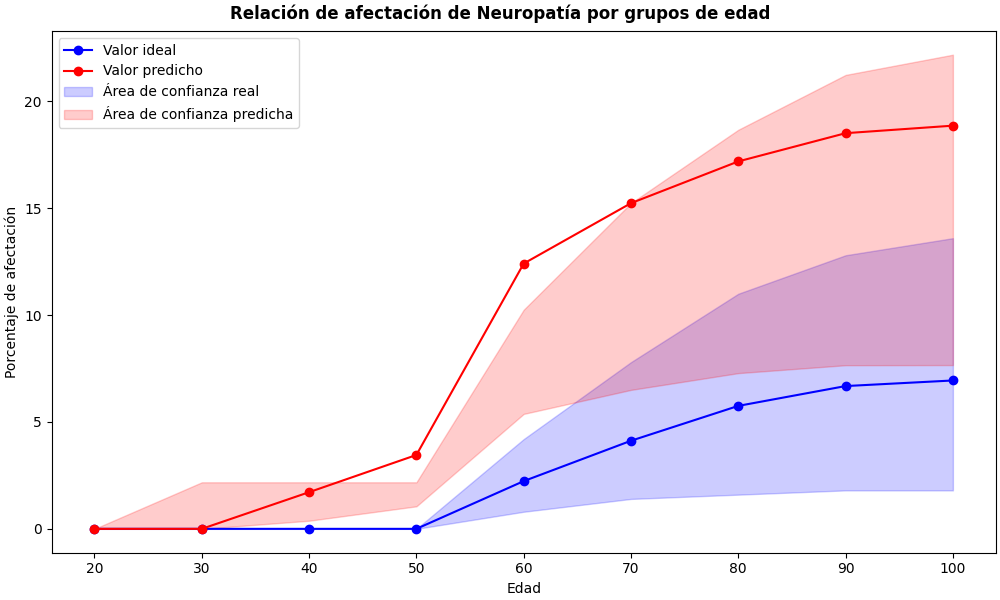 Relación de afectación de Neuropatía por grupos de edad
Valor ideal
Valor predicho
Área de confianza real
Área de confianza predicha
Porcentaje de afectación
20
15
10
5
0
20 30 40 50 60 70 80 90 100
Edad